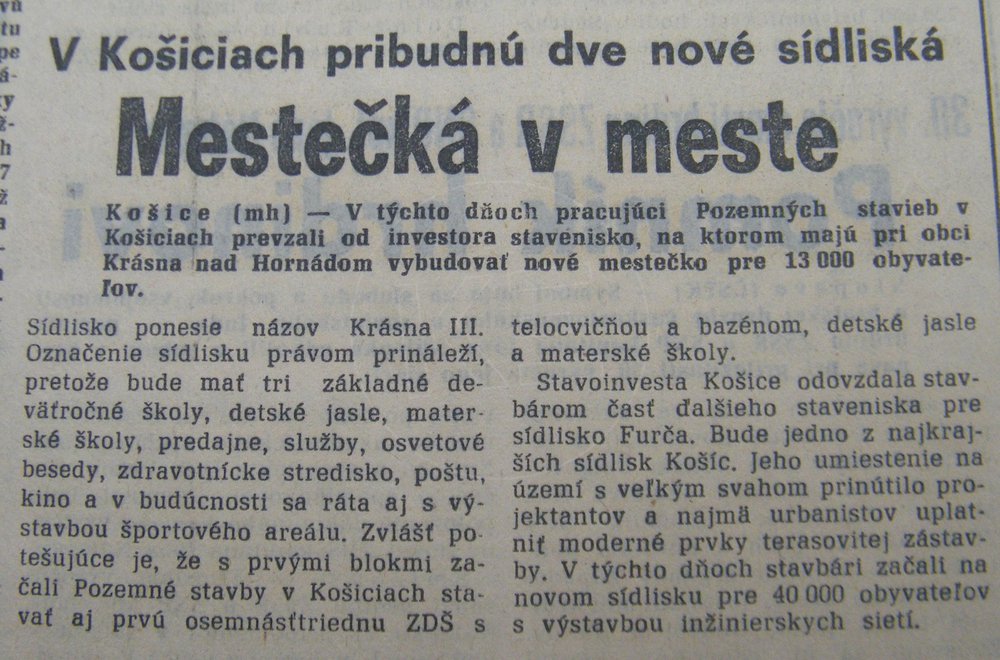 V Košiciach pribudnú dve nové sídliská
Mestečká v meste
Košice (mh) — V týchto dňoch pracujúci Pozemných stavieb v
Košiciach prevzali od investora stavenisko, na ktorom majú pri obci
Krásna nad Hornádom vybudovať nové mestečko pre 13 000 obyvate-
ľov.
Sídlisko ponesie názov Krásna III.
Označenie sídlisku právom prináleží,
pretože bude mať tri základné de-
väťročné školy, detské jasle, mater-
ské školy, predajne, služby, osvetové
besedy, zdravotnícke stredisko, poštu,
kino a v budúcnosti sa ráta aj s vý-
stavbou športového areálu. Zvlášť po-
tešujúce je, že s prvými blokmi za-
čali Pozemné stavby v Košiciach sta-
vať aj prvú osemnásťtriednu ZDŠ s
telocvičňou a bazénom, detské jasle
a materské školy.
Stavoinvesta Košice odovzdala stav-
bárom časť ďalšieho staveniska pre
sídlisko Furča. Bude jedno z najkraj-
ších sídlisk Košíc. Jeho umiestenie na
území s veľkým svahom prinútilo pro-
jektantov a najmä urbanistov uplat-
niť moderné prvky terasovitej zástav-
by. V týchto dňoch stavbári začali na
novom sídlisku pre 40 000 obyvateľov
s výstavbou inžinierskych sietí.